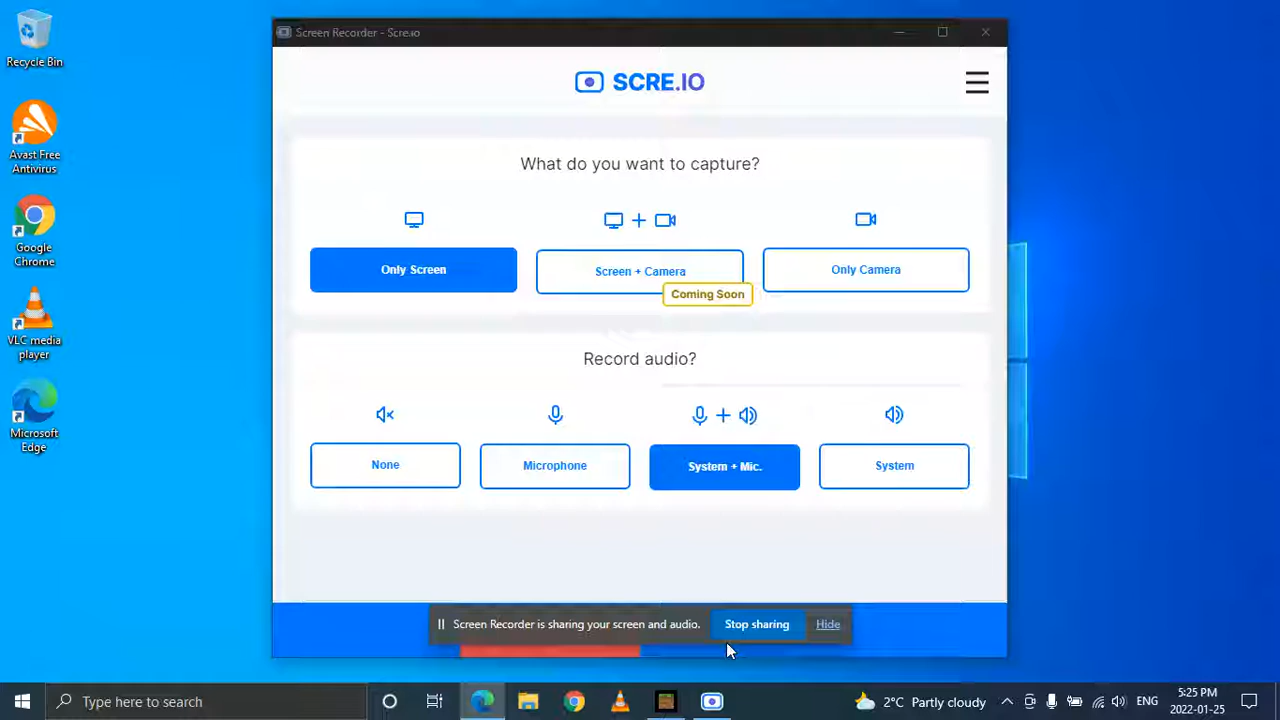 Recycle Bin
Avast Free
Antivirus
Google
Chrome
VLC media
player
Microsoft
Edge
Screen Recorder - Scre.io
SCRE.IO
What do you want to capture?
Only Screen
Screen + Camera
Only Camera
Coming Soon
Record audio?
None
Microphone
System + Mic.
System
Screen Recorder is sharing your screen and audio.
Stop sharing
Hide
Type here to search
2°C Partly cloudy
ENG
5:25 PM
2022-01-25